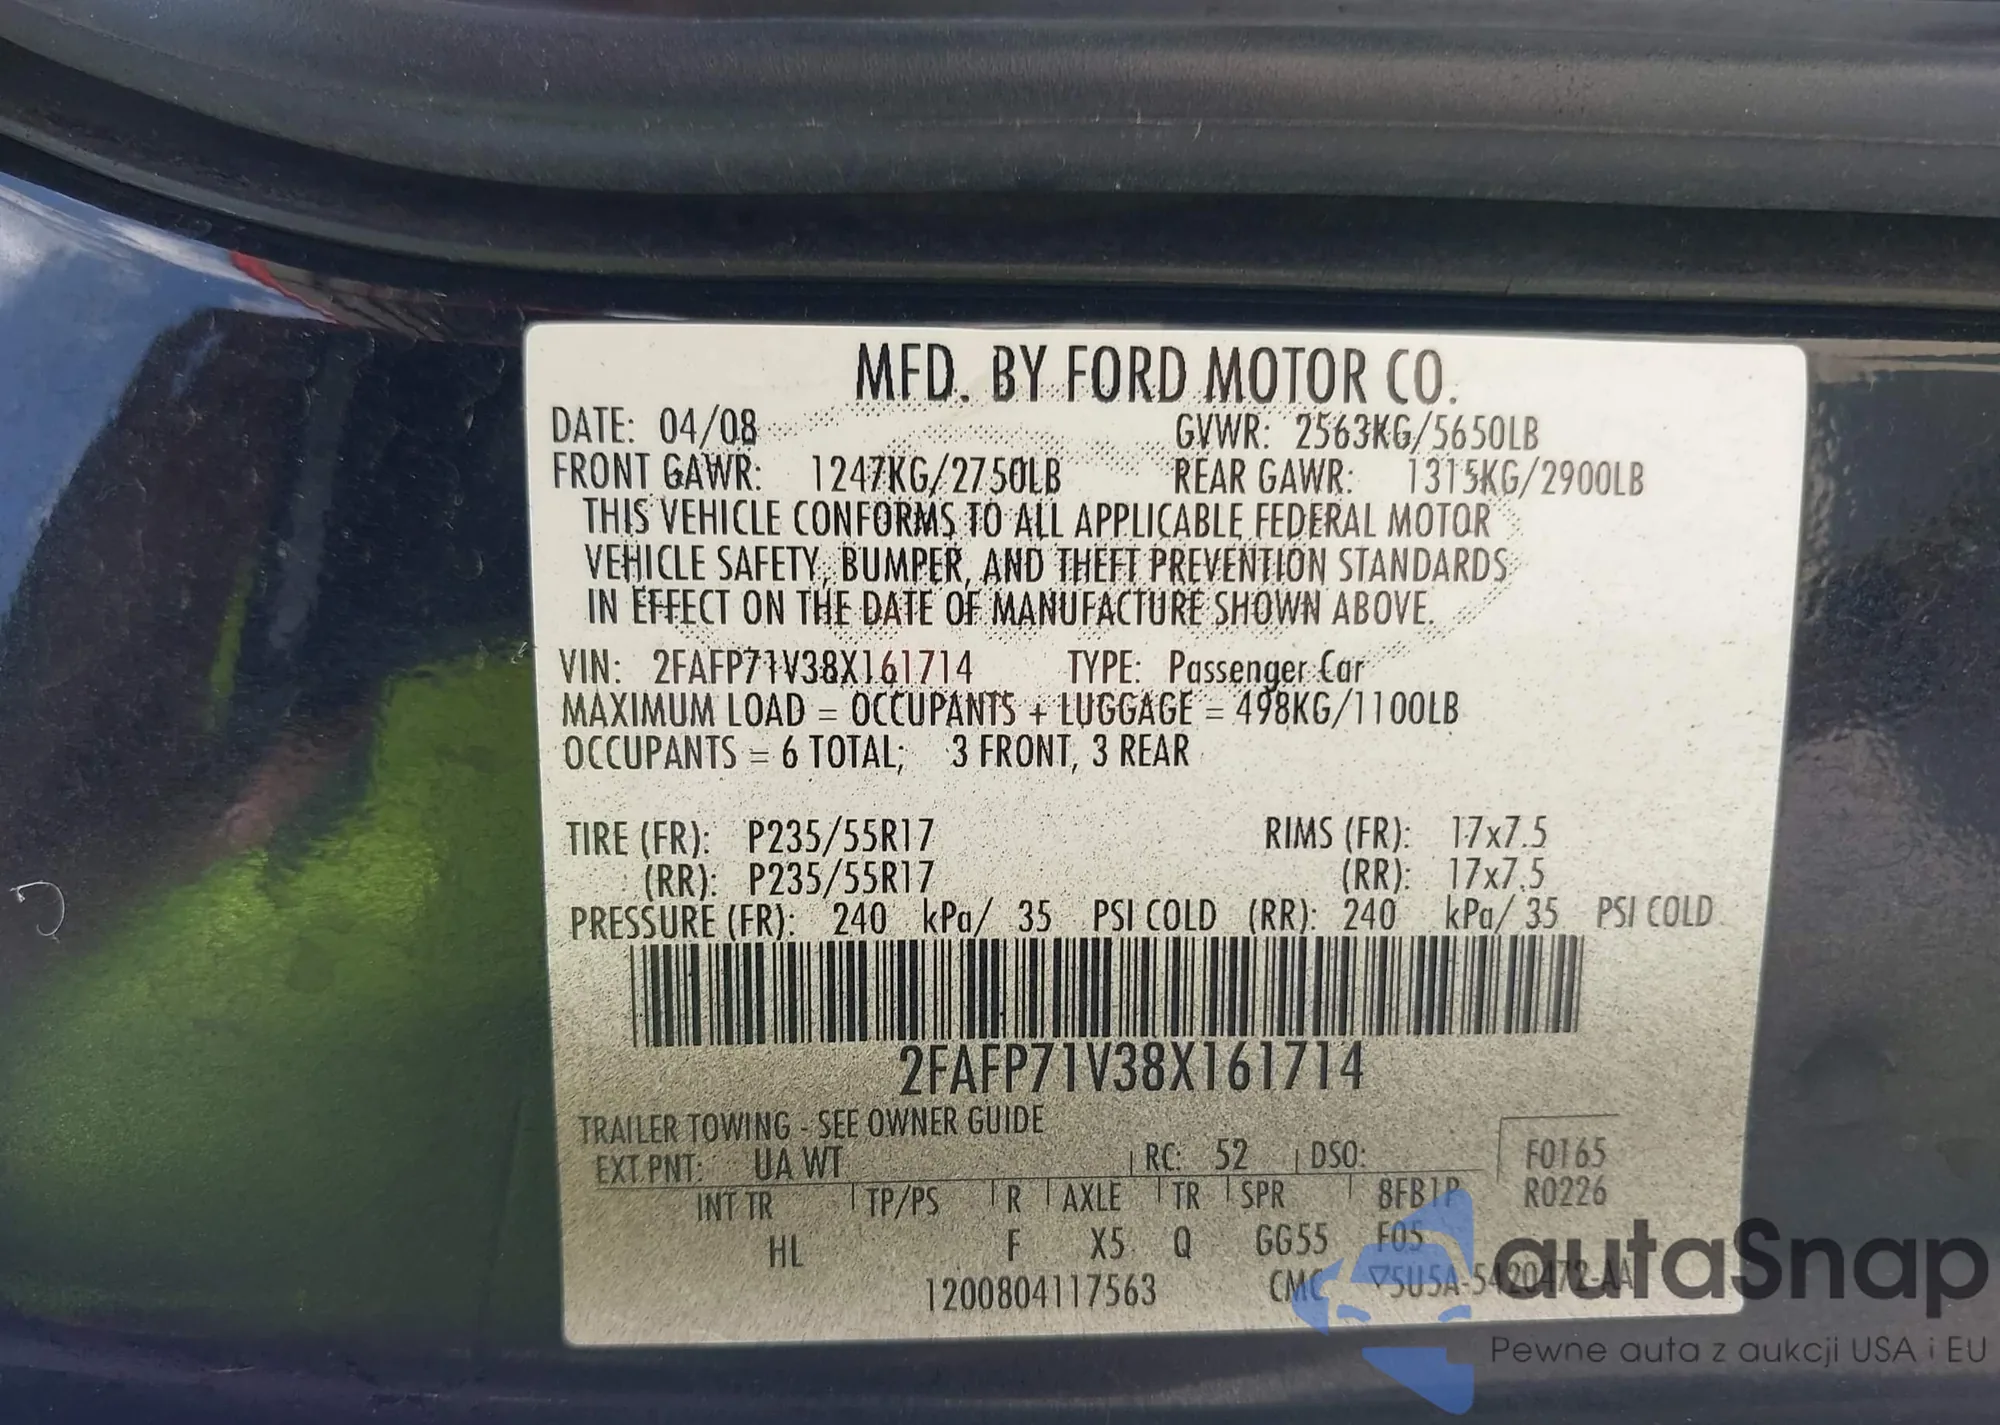 MFD. BY FORD MOTOR CO.
DATE: 04/08 GVWR: 2563KG/5650LB
FRONT GAWR: 1247KG/2750LB REAR GAWR: 1315KG/2900LB
THIS VEHICLE CONFORMS TO ALL APPLICABLE FEDERAL MOTOR
VEHICLE SAFETY, BUMPER, AND THEFT PREVENTION STANDARDS
IN EFFECT ON THE DATE OF MANUFACTURE SHOWN ABOVE.
VIN: 2FAFP71V38X161714 TYPE: Passenger Car
MAXIMUM LOAD = OCCUPANTS + LUGGAGE = 498KG/1100LB
OCCUPANTS = 6 TOTAL; 3 FRONT, 3 REAR
TIRE (FR): P235/55R17 RIMS (FR): 17x7.5
(RR): P235/55R17 (RR): 17x7.5
PRESSURE (FR): 240 kPa/ 35 PSI COLD (RR): 240 kPa/ 35 PSI COLD
2FAFP71V38X161714
TRAILER TOWING - SEE OWNER GUIDE
EXT PNT: UA WT RC: 52 DSO: F0165
INT TR TP/PS R AXLE TR SPR 8FB1P R0226
HL F X5 Q GG55 F05
1200804117563 CMC ▽5U5A-5420472-AA
autaSnap
Pewne auta z aukcji USA i EU